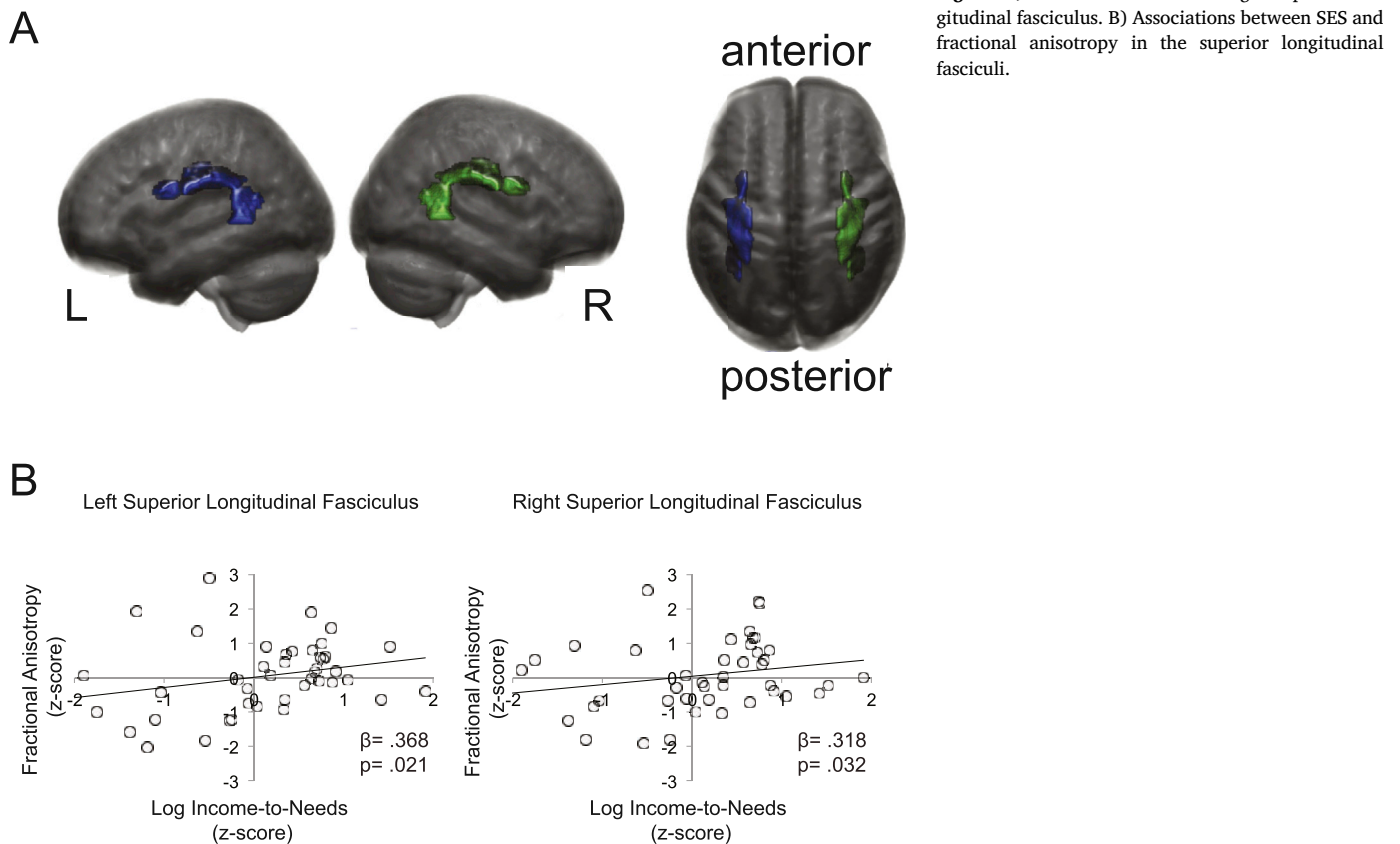 A
gitudinal fasciculus. B) Associations between SES and
fractional anisotropy in the superior longitudinal
fasciculi.
anterior
L
R
posterior
B
Left Superior Longitudinal Fasciculus
Fractional Anisotropy
(z-score)
3
2
1
0
-1
-2
-3
-2
-1
0
1
2
β= .368
p= .021
Log Income-to-Needs
(z-score)
Right Superior Longitudinal Fasciculus
Fractional Anisotropy
(z-score)
3
2
1
0
-1
-2
-3
-2
-1
0
1
2
β= .318
p= .032
Log Income-to-Needs
(z-score)